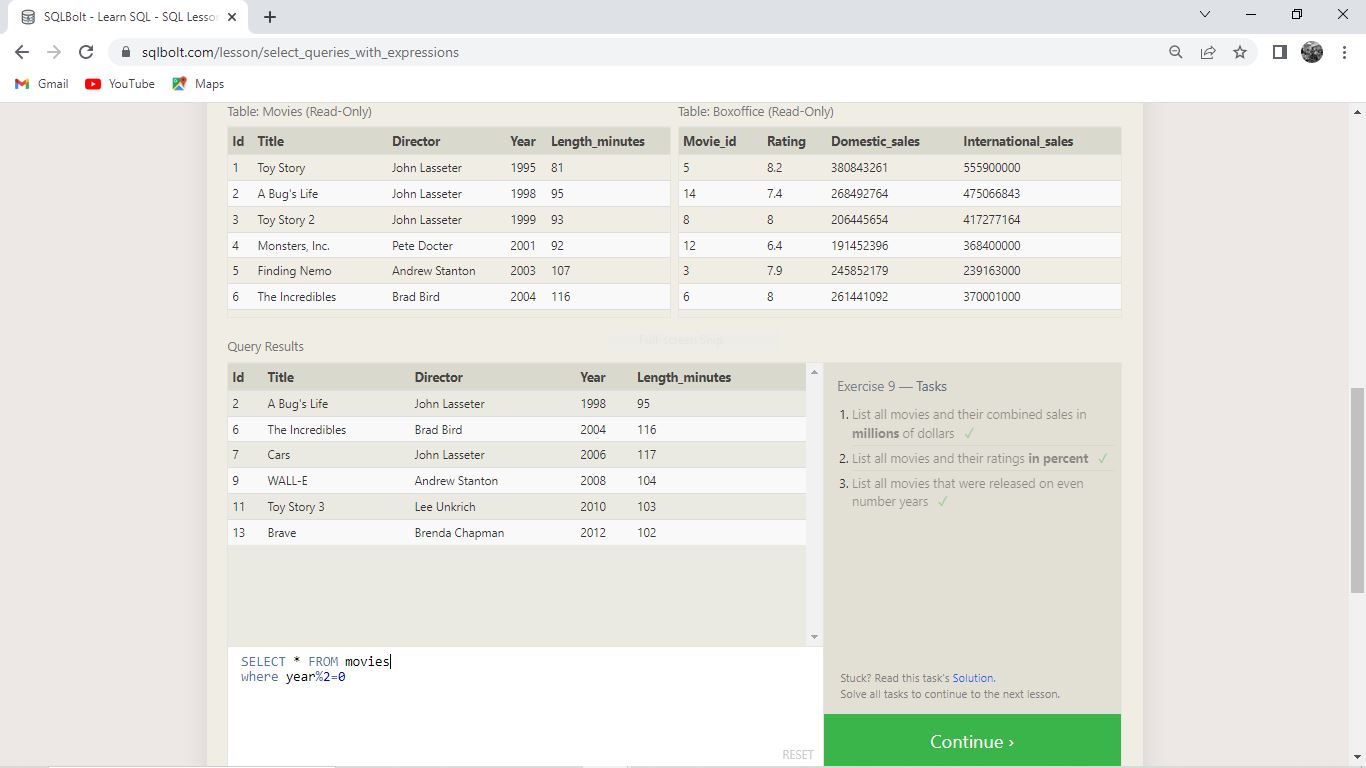 SQLBolt - Learn SQL - SQL Lesso
sqlbolt.com/lesson/select_queries_with_expressions
Gmail YouTube Maps
Table: Movies (Read-Only) Table: Boxoffice (Read-Only)
Id Title Director Year Length_minutes Movie_id Rating Domestic_sales International_sales
1 Toy Story John Lasseter 1995 81 5 8.2 380843261 555900000
2 A Bug's Life John Lasseter 1998 95 14 7.4 268492764 475066843
3 Toy Story 2 John Lasseter 1999 93 8 8 206445654 417277164
4 Monsters, Inc. Pete Docter 2001 92 12 6.4 191452396 368400000
5 Finding Nemo Andrew Stanton 2003 107 3 7.9 245852179 239163000
6 The Incredibles Brad Bird 2004 116 6 8 261441092 370001000
Full-screen Snip
Query Results
Id Title Director Year Length_minutes
2 A Bug's Life John Lasseter 1998 95
6 The Incredibles Brad Bird 2004 116
7 Cars John Lasseter 2006 117
9 WALL-E Andrew Stanton 2008 104
11 Toy Story 3 Lee Unkrich 2010 103
13 Brave Brenda Chapman 2012 102
Exercise 9 — Tasks
1. List all movies and their combined sales in
millions of dollars ✓
2. List all movies and their ratings in percent ✓
3. List all movies that were released on even
number years ✓
SELECT * FROM movies
where year%2=0
RESET
Stuck? Read this task's Solution.
Solve all tasks to continue to the next lesson.
Continue ›